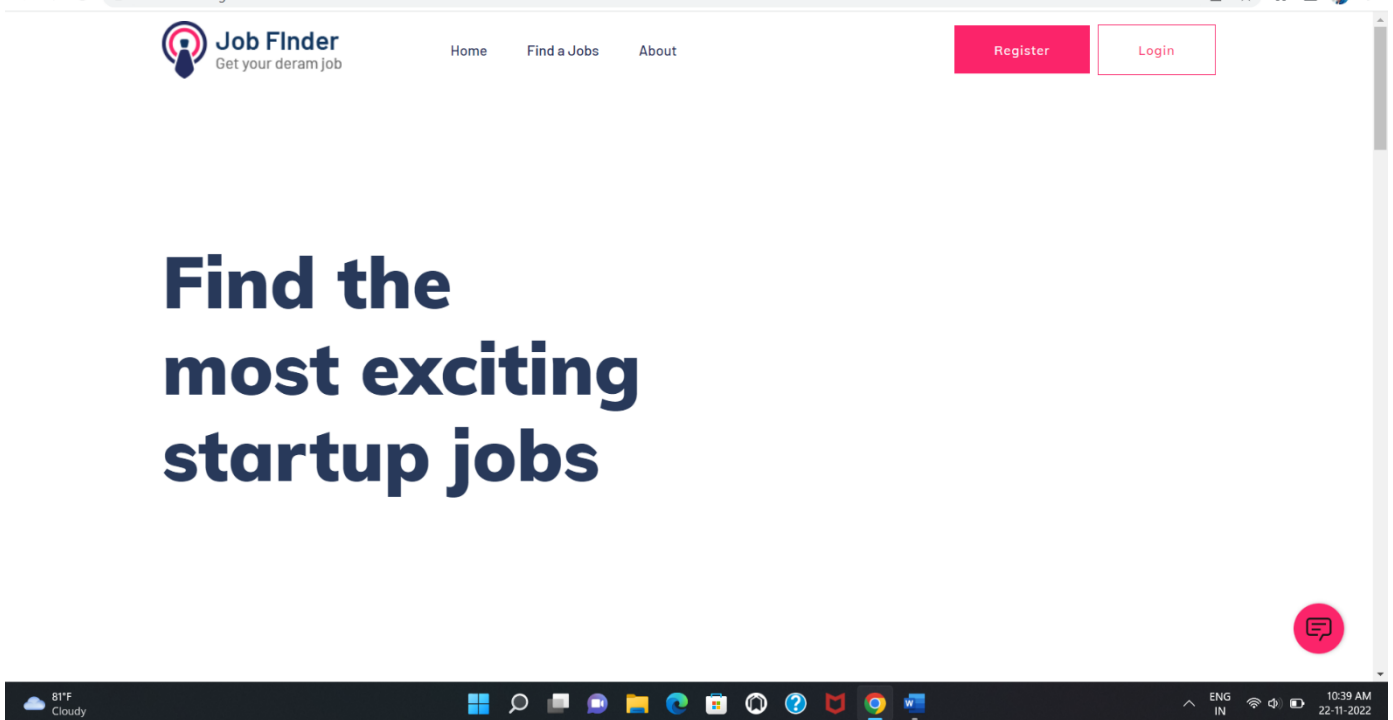 Job FInder
Get your deram job
Home Find a Jobs About
Register Login
Find the
most exciting
startup jobs
81°F
Cloudy
ENG
IN
10:39 AM
22-11-2022